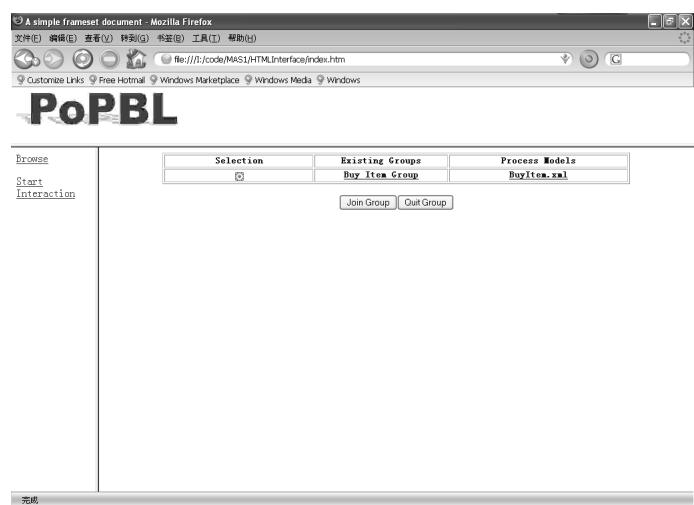 A simple frameset document - Mozilla Firefox
文件(F) 编辑(E) 查看(V) 转到(G) 书签(B) 工具(T) 帮助(H)
file:///I:/code/MAS1/HTMLInterface/index.htm G
Customize Links Free Hotmail Windows Marketplace Windows Media Windows
PoPBL
Browse
Start
Interaction
Selection Existing Groups Process Models
Buy Item Group BuyItem.xml
Join Group Quit Group
完成